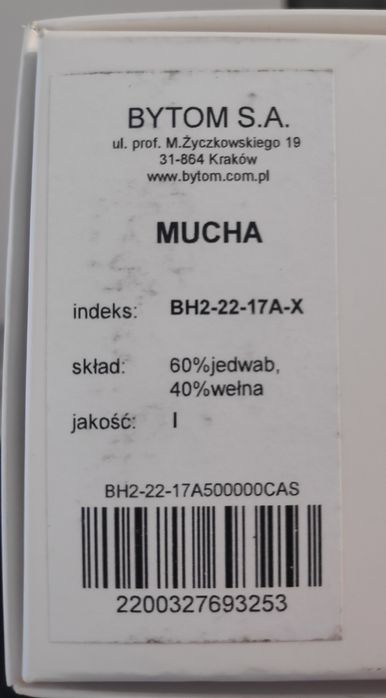 BYTOM S.A.
ul. prof. M.Życzkowskiego 19
31-864 Kraków
www.bytom.com.pl
MUCHA
indeks: BH2-22-17A-X
skład: 60%jedwab,
40%wełna
jakość: I
BH2-22-17A500000CAS
2200327693253